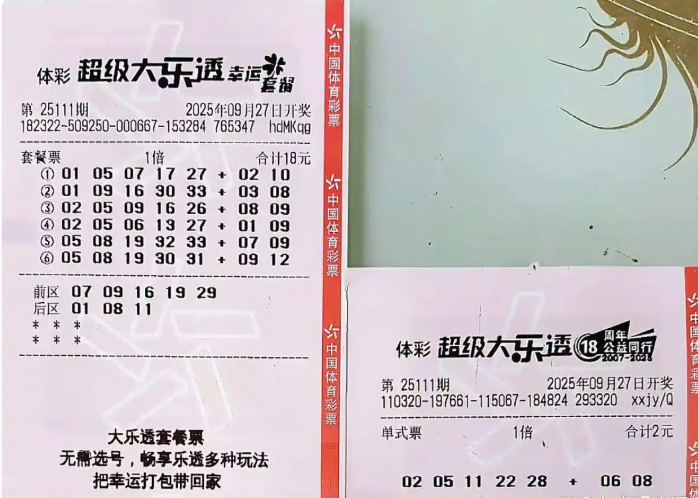 体彩 超级大乐透 幸运套餐
第 25111期 2025年09月27日开奖
182322-509250-000667-153284 765347 hdMKqg
套餐票 1倍 合计18元
① 01 05 07 17 27 + 02 10
② 01 09 16 30 33 + 03 08
③ 02 05 09 16 26 + 08 09
④ 02 05 06 13 27 + 01 09
⑤ 05 08 19 32 33 + 07 09
⑥ 05 08 19 30 31 + 09 12
前区 07 09 16 19 29
后区 01 08 11
* * *
* * *
大乐透套餐票
无需选号，畅享乐透多种玩法
把幸运打包带回家
中国体育彩票
中国体育彩票
中国体育彩票
体彩 超级大乐透 18周年公益同行
2007-2025
第 25111期 2025年09月27日开奖
110320-197661-115067-184824 293320 xxjy/Q
单式票 1倍 合计2元
02 05 11 22 28 + 06 08
中国体育彩票